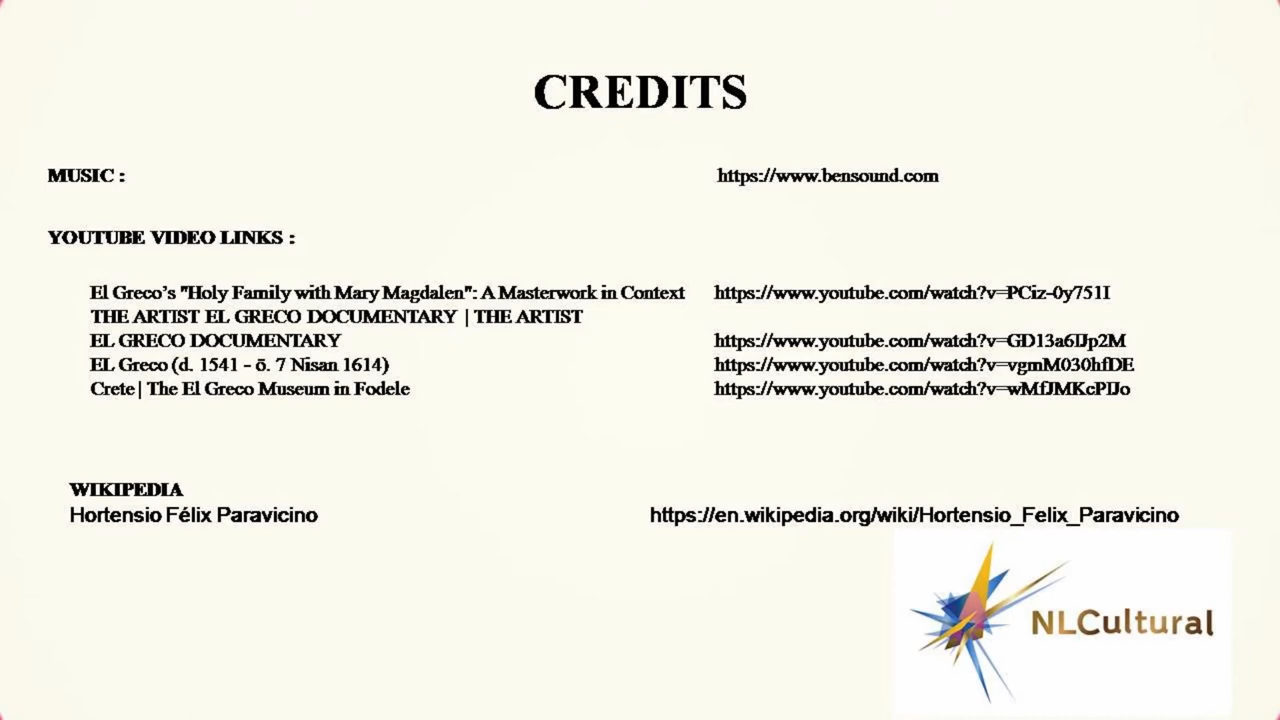 CREDITS
MUSIC : https://www.bensound.com
YOUTUBE VIDEO LINKS :
El Greco's "Holy Family with Mary Magdalen": A Masterwork in Context https://www.youtube.com/watch?v=PCiz-0y751I
THE ARTIST EL GRECO DOCUMENTARY | THE ARTIST
EL GRECO DOCUMENTARY https://www.youtube.com/watch?v=GD13a6IJp2M
EL Greco (d. 1541 - ö. 7 Nisan 1614) https://www.youtube.com/watch?v=vgmM030hfDE
Crete | The El Greco Museum in Fodele https://www.youtube.com/watch?v=wMfJMKcPIJo
WIKIPEDIA
Hortensio Félix Paravicino https://en.wikipedia.org/wiki/Hortensio_Felix_Paravicino
NLCultural